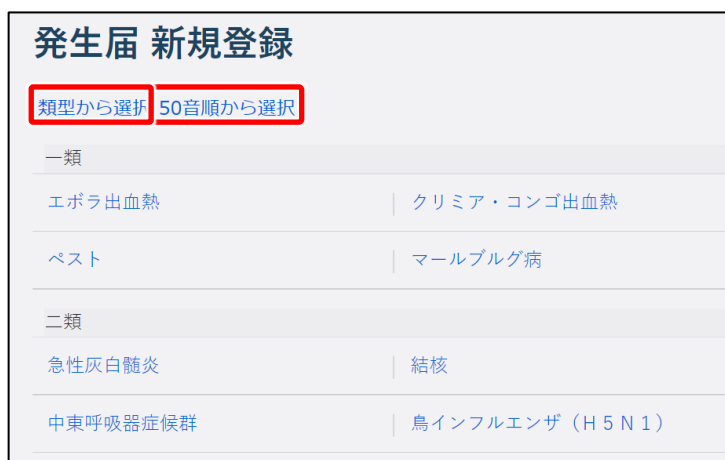 発生届 新規登録
類型から選択 50音順から選択
一類
エボラ出血熱 クリミア・コンゴ出血熱
ペスト マールブルグ病
二類
急性灰白髄炎 結核
中東呼吸器症候群 鳥インフルエンザ（H５N１）